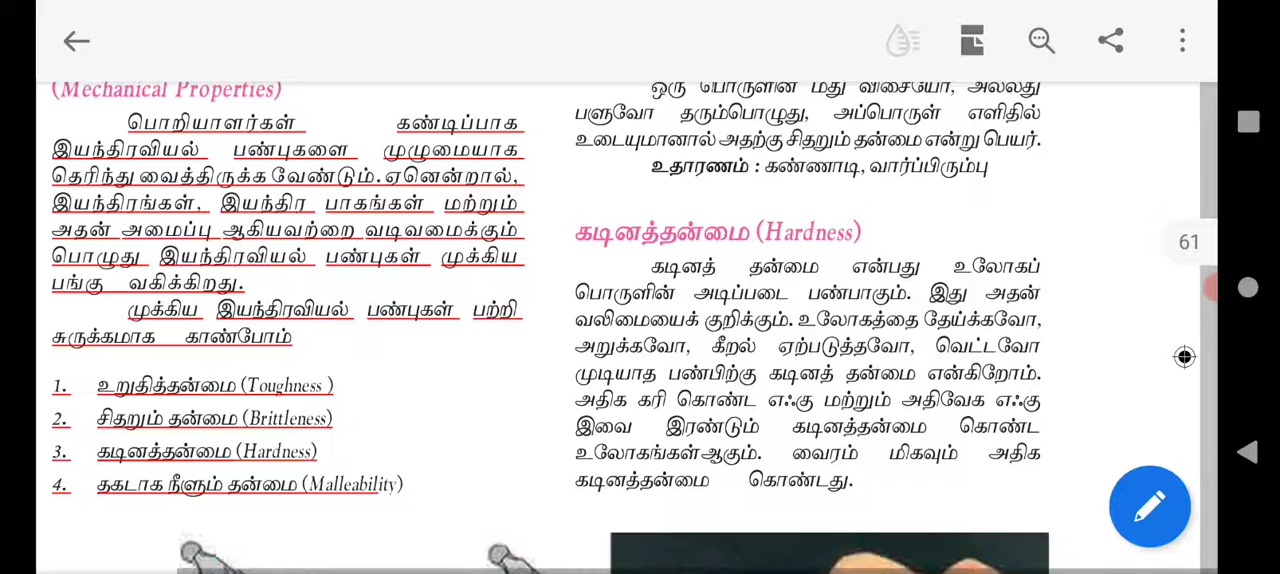 (Mechanical Properties)
பொறியாளர்கள் கண்டிப்பாக
இயந்திரவியல் பண்புகளை முழுமையாக
தெரிந்து வைத்திருக்க வேண்டும். ஏனென்றால்,
இயந்திரங்கள், இயந்திர பாகங்கள் மற்றும்
அதன் அமைப்பு ஆகியவற்றை வடிவமைக்கும்
பொழுது இயந்திரவியல் பண்புகள் முக்கிய
பங்கு வகிக்கிறது.
முக்கிய இயந்திரவியல் பண்புகள் பற்றி
சுருக்கமாக காண்போம்
1. உறுதித்தன்மை (Toughness )
2. சிதறும் தன்மை (Brittleness)
3. கடினத்தன்மை (Hardness)
4. தகடாக நீளும் தன்மை (Malleability)
ஒரு பொருளின் மீது விசையோ, அல்லது
பளுவோ தரும்பொழுது, அப்பொருள் எளிதில்
உடையுமானால் அதற்கு சிதறும் தன்மை என்று பெயர்.
உதாரணம் : கண்ணாடி, வார்ப்பிரும்பு
கடினத்தன்மை (Hardness)
கடினத் தன்மை என்பது உலோகப்
பொருளின் அடிப்படை பண்பாகும். இது அதன்
வலிமையைக் குறிக்கும். உலோகத்தை தேய்க்கவோ,
அறுக்கவோ, கீறல் ஏற்படுத்தவோ, வெட்டவோ
முடியாத பண்பிற்கு கடினத் தன்மை என்கிறோம்.
அதிக கரி கொண்ட எஃகு மற்றும் அதிவேக எஃகு
இவை இரண்டும் கடினத்தன்மை கொண்ட
உலோகங்கள்ஆகும். வைரம் மிகவும் அதிக
கடினத்தன்மை கொண்டது.
61